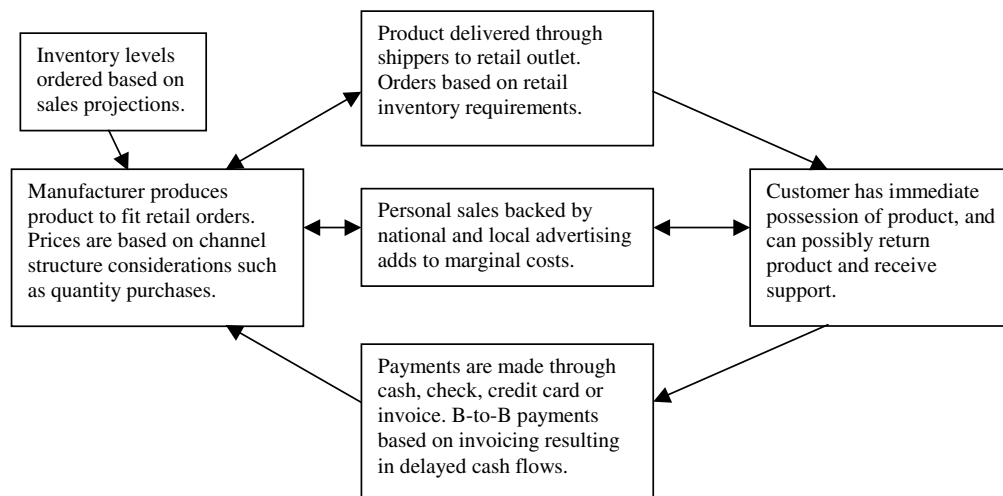 Inventory levels
ordered based on
sales projections.
Product delivered through
shippers to retail outlet.
Orders based on retail
inventory requirements.
Manufacturer produces
product to fit retail orders.
Prices are based on channel
structure considerations such
as quantity purchases.
Personal sales backed by
national and local advertising
adds to marginal costs.
Customer has immediate
possession of product, and
can possibly return
product and receive
support.
Payments are made through
cash, check, credit card or
invoice. B-to-B payments
based on invoicing resulting
in delayed cash flows.